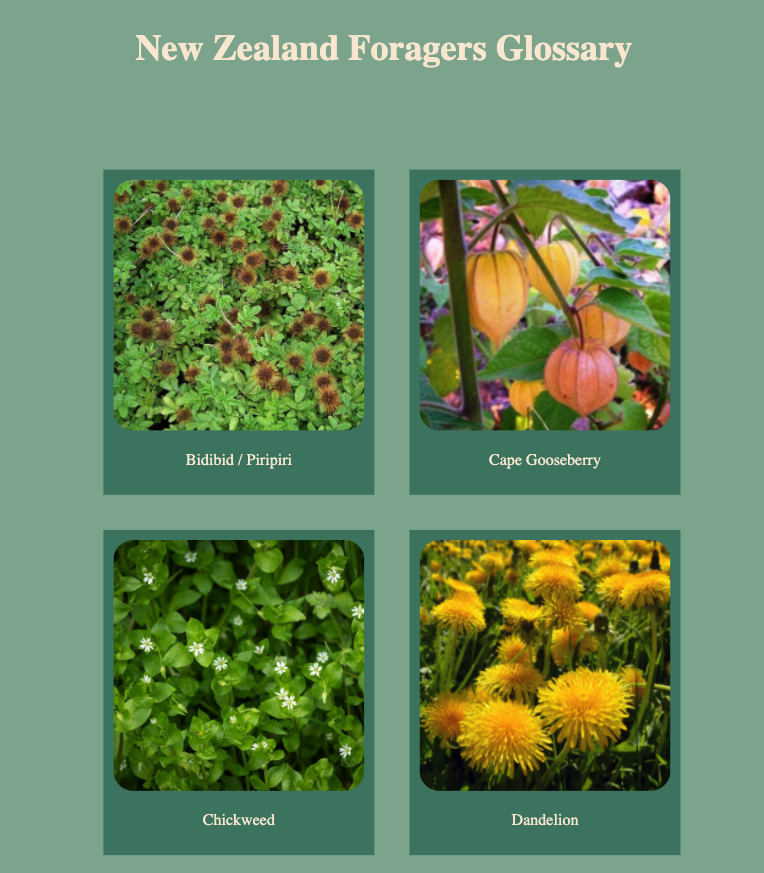 New Zealand Foragers Glossary
Bidibid / Piripiri
Cape Gooseberry
Chickweed
Dandelion